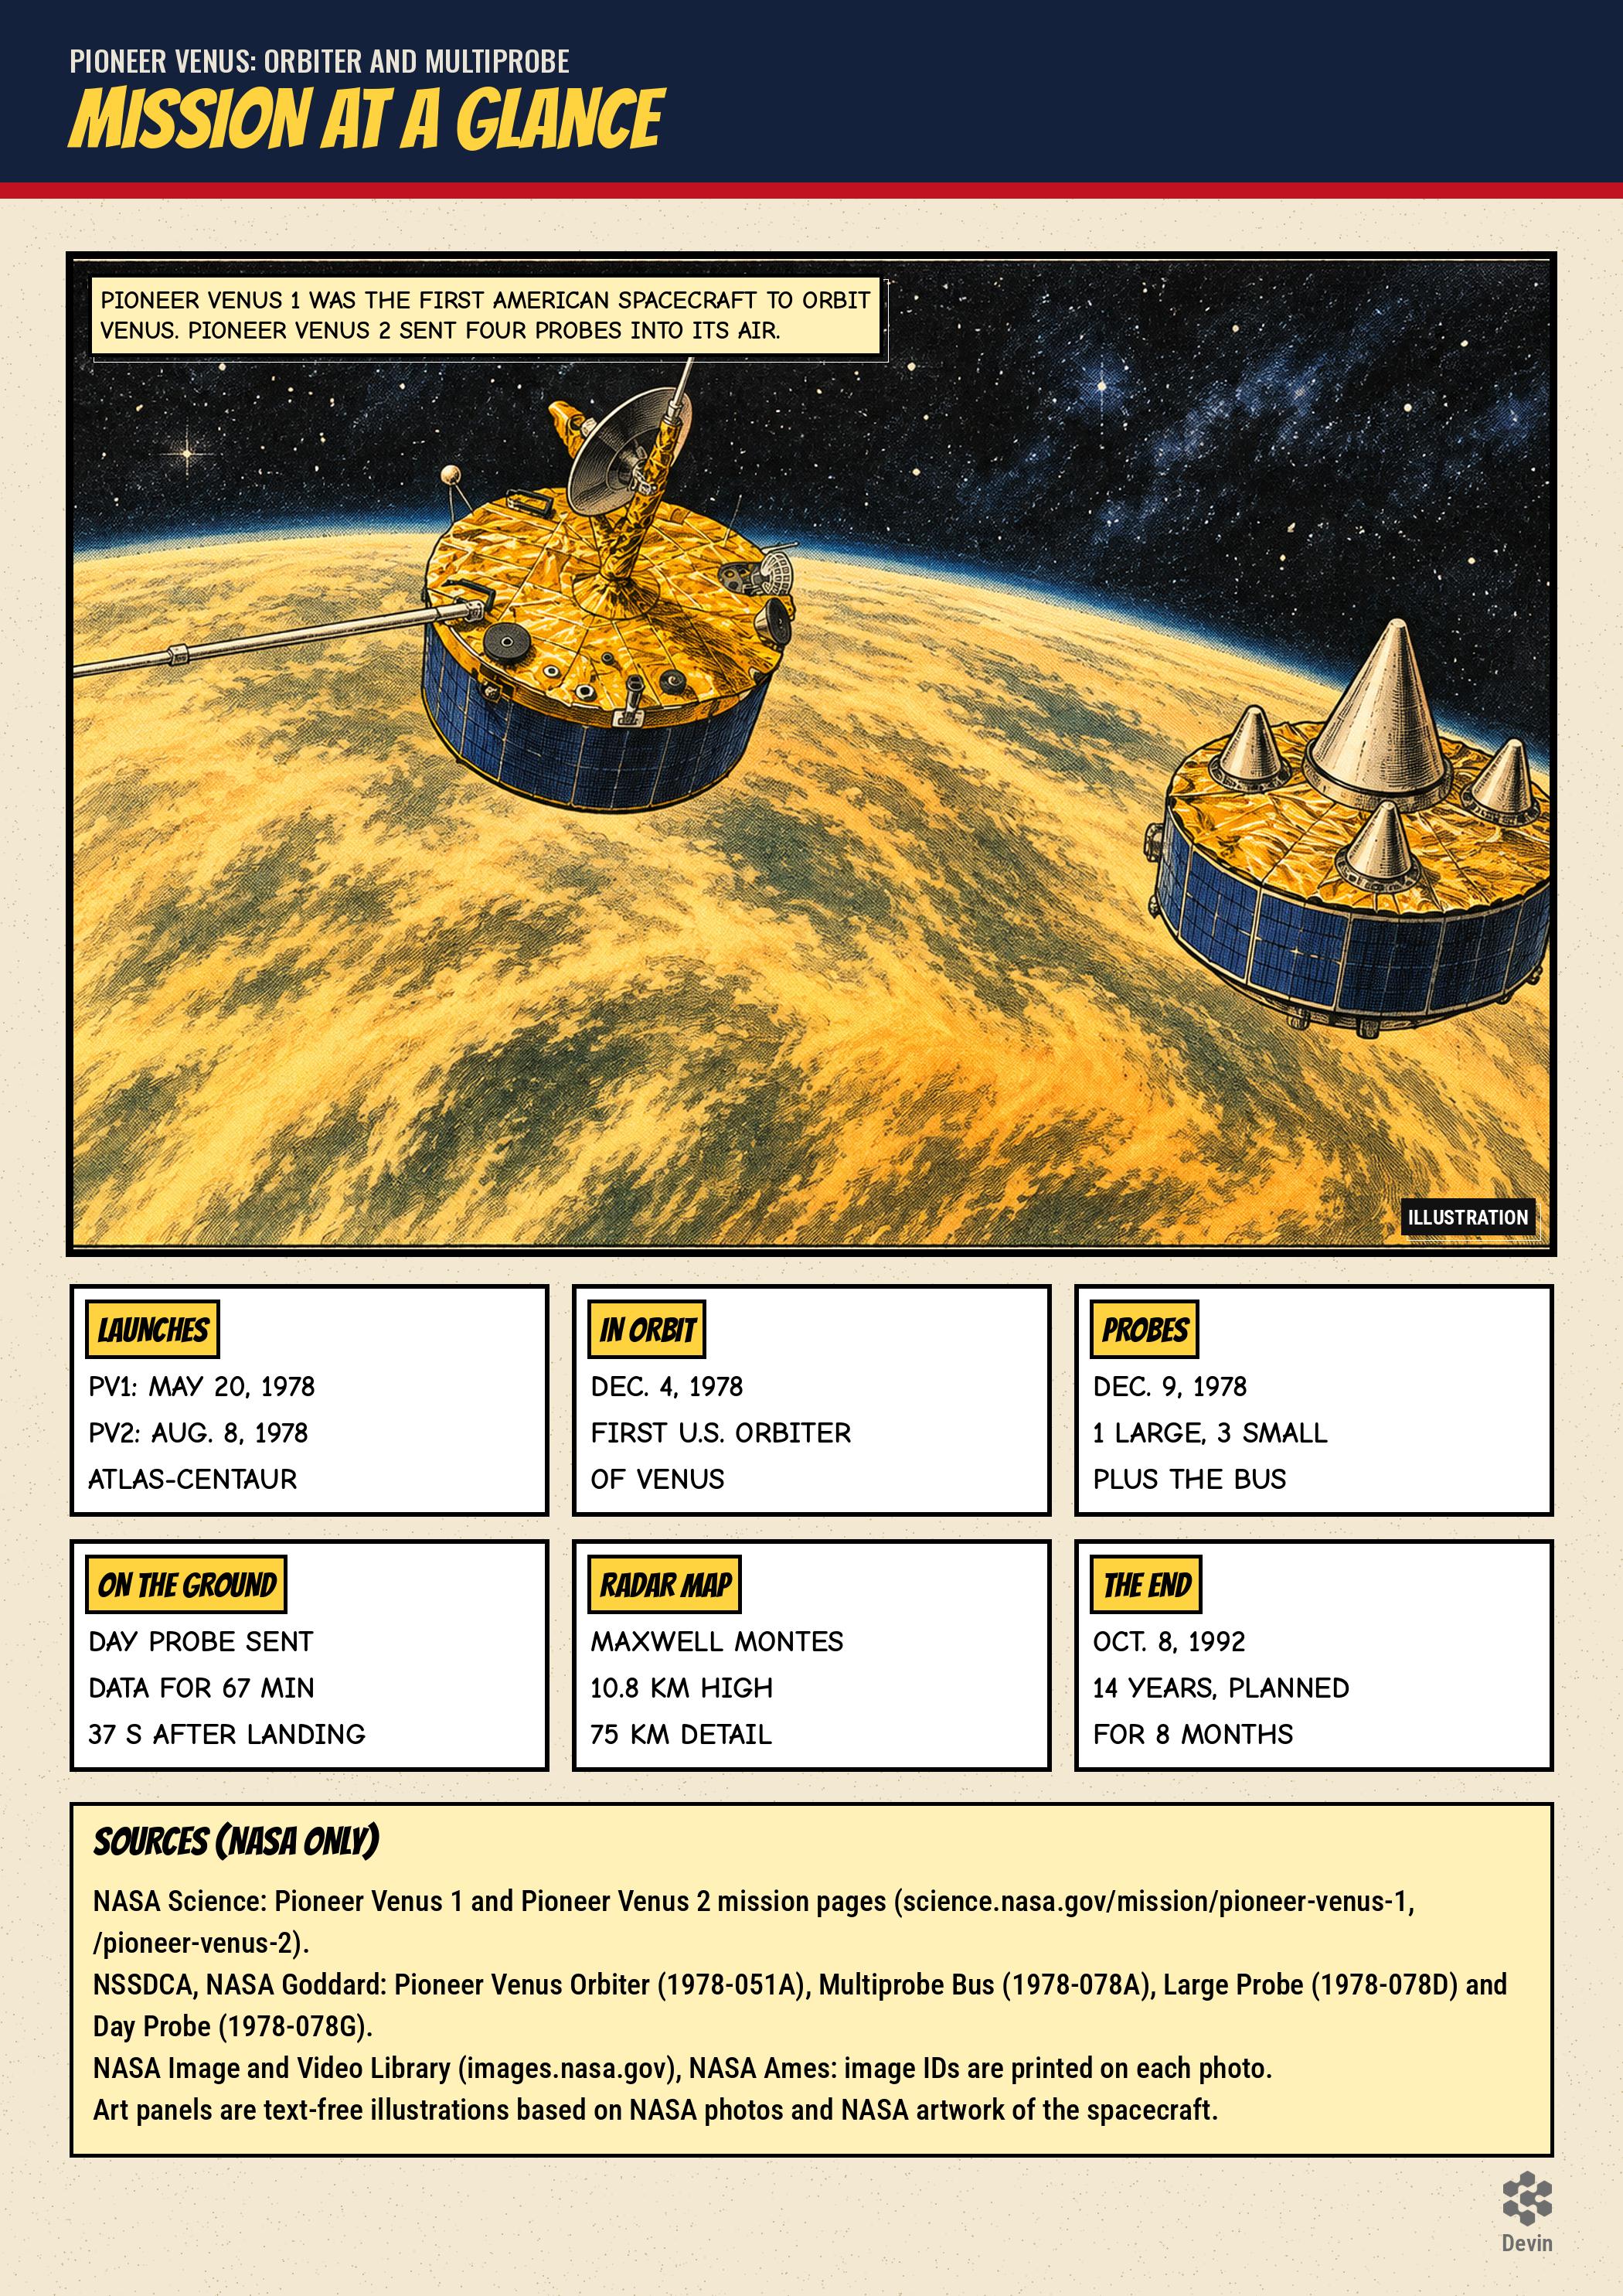 PIONEER VENUS: ORBITER AND MULTIPROBE
MISSION AT A GLANCE
PIONEER VENUS 1 WAS THE FIRST AMERICAN SPACECRAFT TO ORBIT
VENUS. PIONEER VENUS 2 SENT FOUR PROBES INTO ITS AIR.
ILLUSTRATION
LAUNCHES
PV1: MAY 20, 1978
PV2: AUG. 8, 1978
ATLAS-CENTAUR
IN ORBIT
DEC. 4, 1978
FIRST U.S. ORBITER
OF VENUS
PROBES
DEC. 9, 1978
1 LARGE, 3 SMALL
PLUS THE BUS
ON THE GROUND
DAY PROBE SENT
DATA FOR 67 MIN
37 S AFTER LANDING
RADAR MAP
MAXWELL MONTES
10.8 KM HIGH
75 KM DETAIL
THE END
OCT. 8, 1992
14 YEARS, PLANNED
FOR 8 MONTHS
SOURCES (NASA ONLY)
NASA Science: Pioneer Venus 1 and Pioneer Venus 2 mission pages (science.nasa.gov/mission/pioneer-venus-1,
/pioneer-venus-2).
NSSDCA, NASA Goddard: Pioneer Venus Orbiter (1978-051A), Multiprobe Bus (1978-078A), Large Probe (1978-078D) and
Day Probe (1978-078G).
NASA Image and Video Library (images.nasa.gov), NASA Ames: image IDs are printed on each photo.
Art panels are text-free illustrations based on NASA photos and NASA artwork of the spacecraft.
Devin